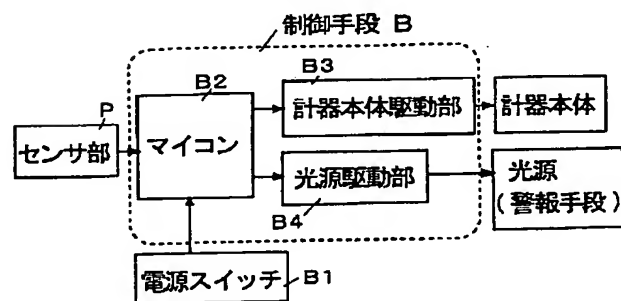 制御手段 B
B3
B2
P
計器本体駆動部
計器本体
マイコン
センサ部
光源駆動部
光源
(警報手段)
B4
電源スイッチ
B1